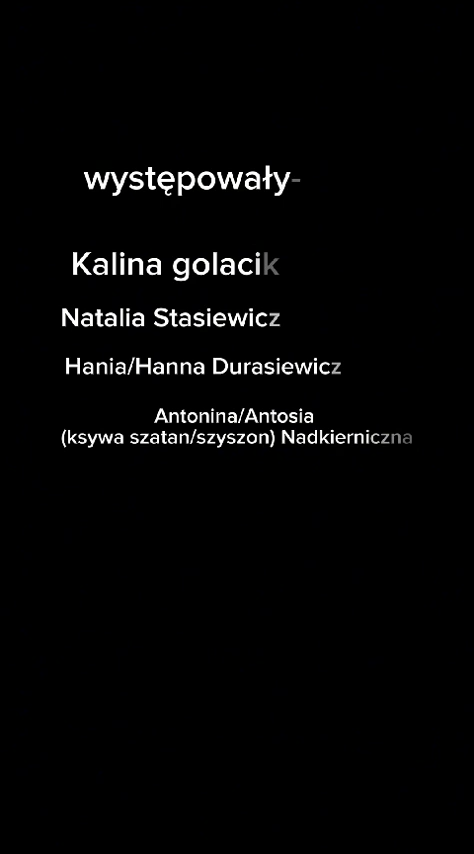 występowały-
Kalina golacik
Natalia Stasiewicz
Hania/Hanna Durasiewicz
Antonina/Antosia
(ksywa szatan/szyszon) Nadkierniczna